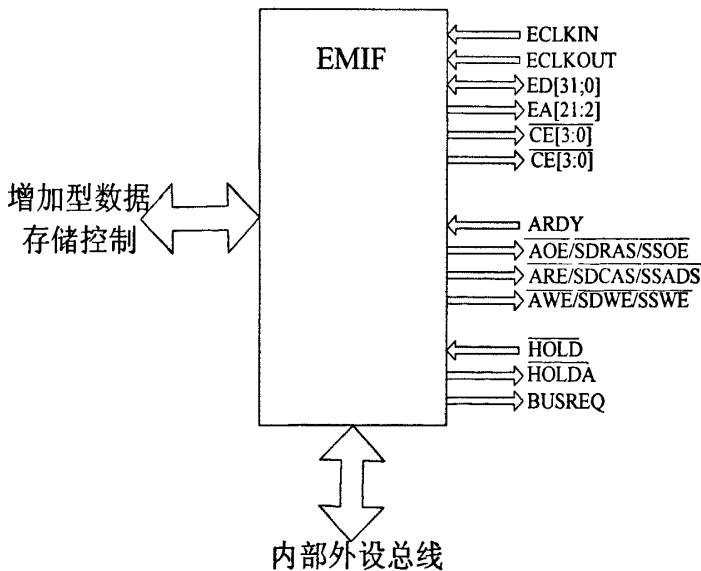 EMIF
ECLKIN
ECLKOUT
ED[31;0]
EA[21:2]
CE[3:0]
CE[3:0]
增加型数据
存储控制
ARDY
AOE/SDRAS/SSOE
ARE/SDCAS/SSADS
AWE/SDWE/SSWE
HOLD
HOLDA
BUSREQ
内部外设总线